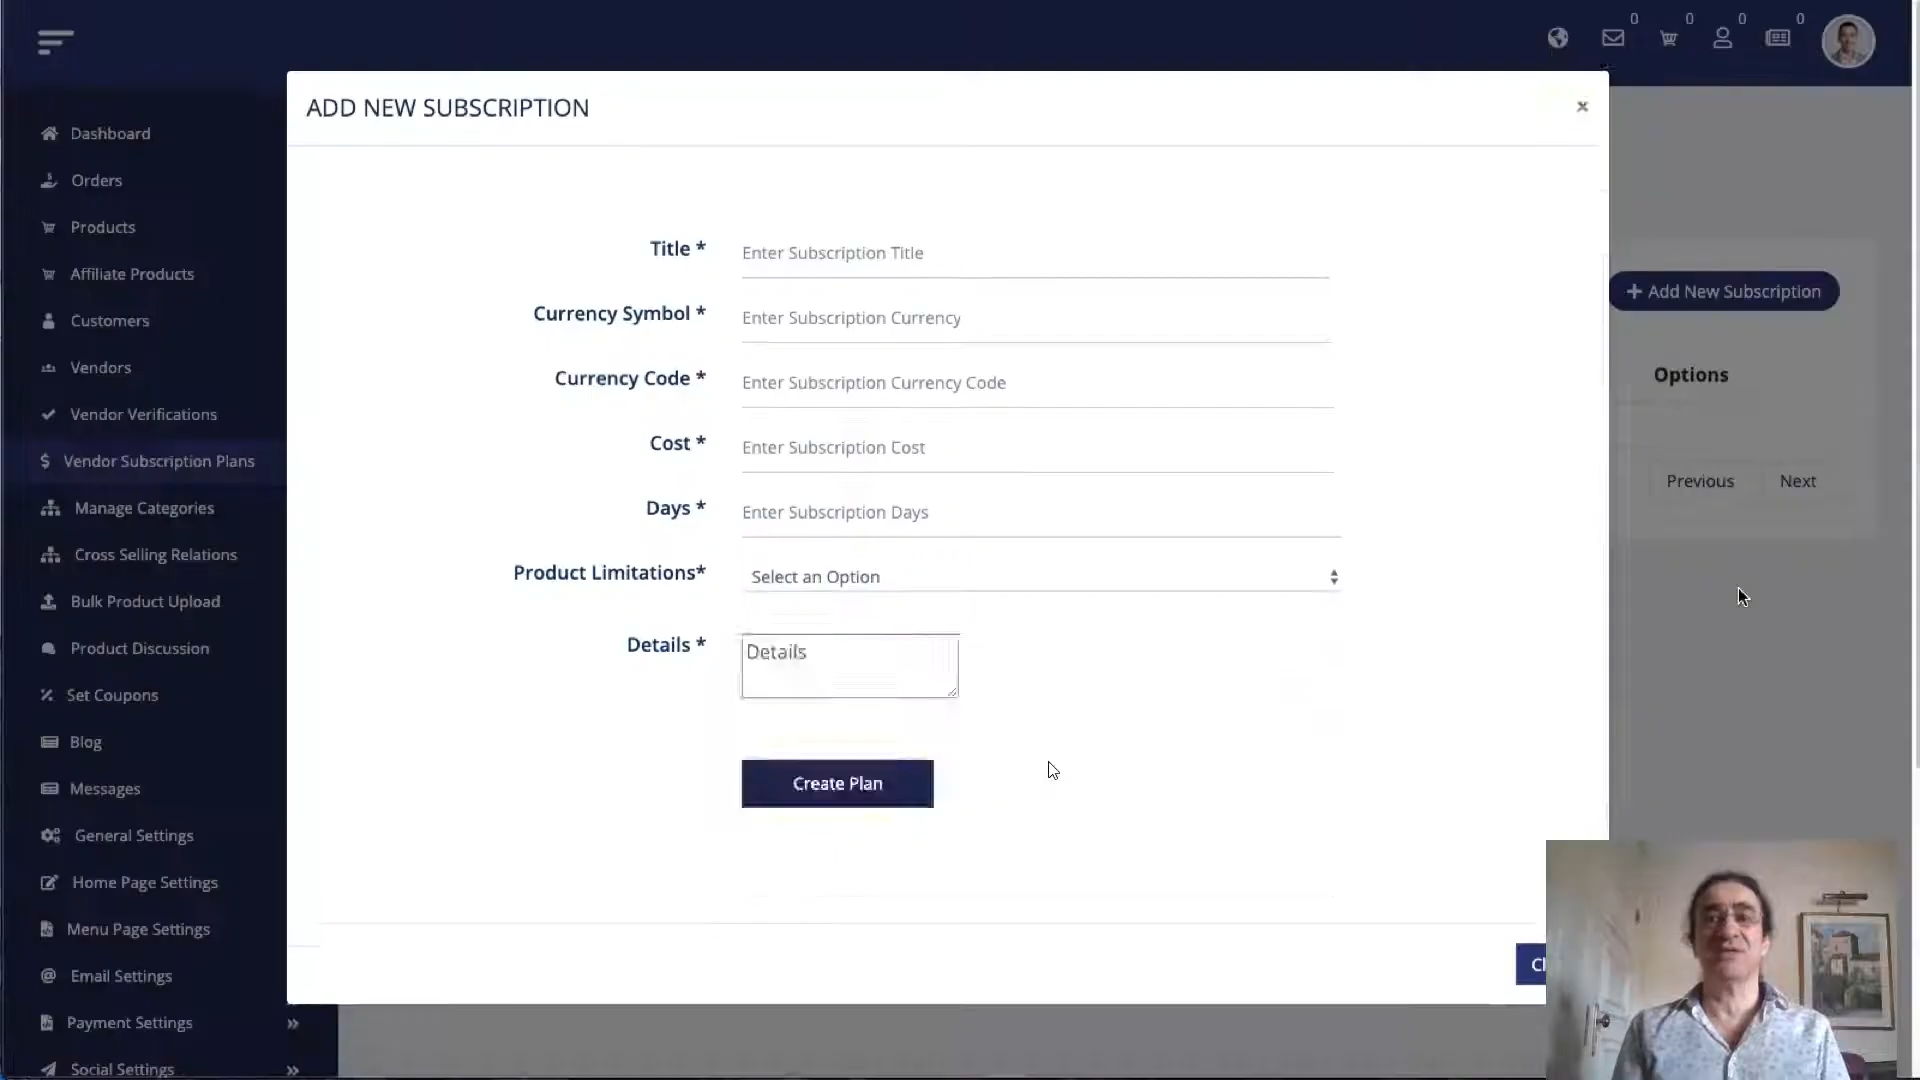 0 0 0 0
ADD NEW SUBSCRIPTION ×
Dashboard
Orders
Products
Affiliate Products
Customers
Vendors
Vendor Verifications
$ Vendor Subscription Plans
Manage Categories
Cross Selling Relations
Bulk Product Upload
Product Discussion
Set Coupons
Blog
Messages
General Settings
Home Page Settings
Menu Page Settings
Email Settings
Payment Settings »
Social Settings »
Title * Enter Subscription Title
Currency Symbol * Enter Subscription Currency
Currency Code * Enter Subscription Currency Code
Cost * Enter Subscription Cost
Days * Enter Subscription Days
Product Limitations* Select an Option
Details * Details
Create Plan
+ Add New Subscription
Options
Previous Next